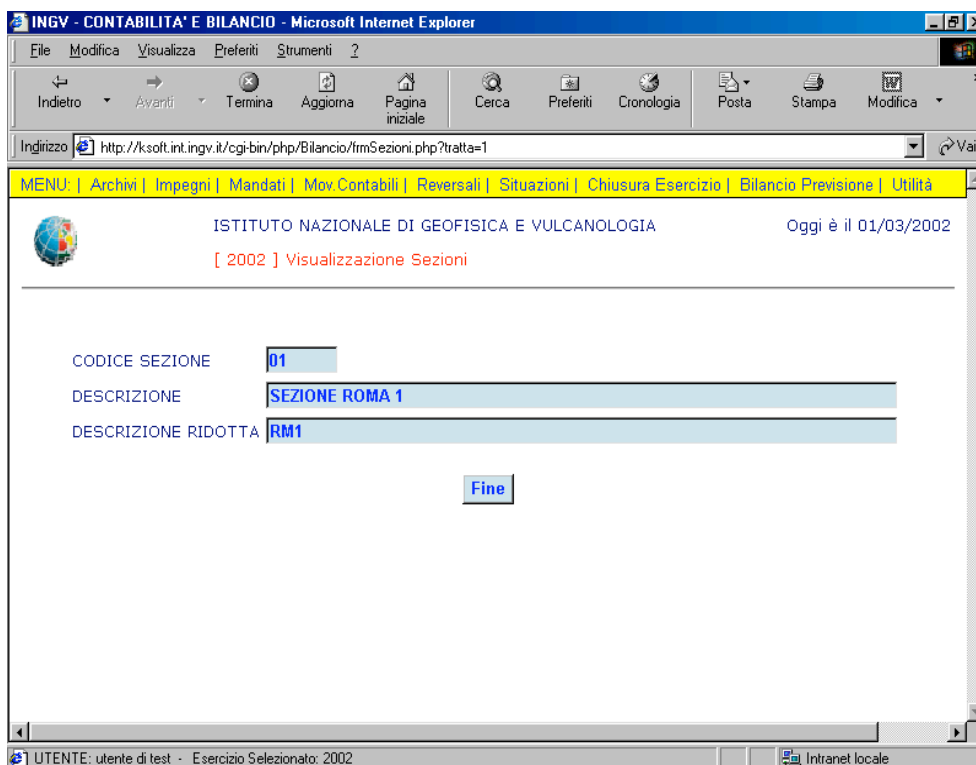 INGV - CONTABILITA' E BILANCIO - Microsoft Internet Explorer
File Modifica Visualizza Preferiti Strumenti ?
Indietro Avanti Termina Aggiorna Pagina iniziale Cerca Preferiti Cronologia Posta Stampa Modifica
Indirizzo http://ksoft.int.ingv.it/cgi-bin/php/Bilancio/frmSezioni.php?tratta=1 Vai
MENU: | Archivi | Impegni | Mandati | Mov.Contabili | Reversali | Situazioni | Chiusura Esercizio | Bilancio Previsione | Utilità
ISTITUTO NAZIONALE DI GEOFISICA E VULCANOLOGIA Oggi è il 01/03/2002
[ 2002 ] Visualizzazione Sezioni
CODICE SEZIONE 01
DESCRIZIONE SEZIONE ROMA 1
DESCRIZIONE RIDOTTA RM1
Fine
UTENTE: utente di test - Esercizio Selezionato: 2002 Intranet locale